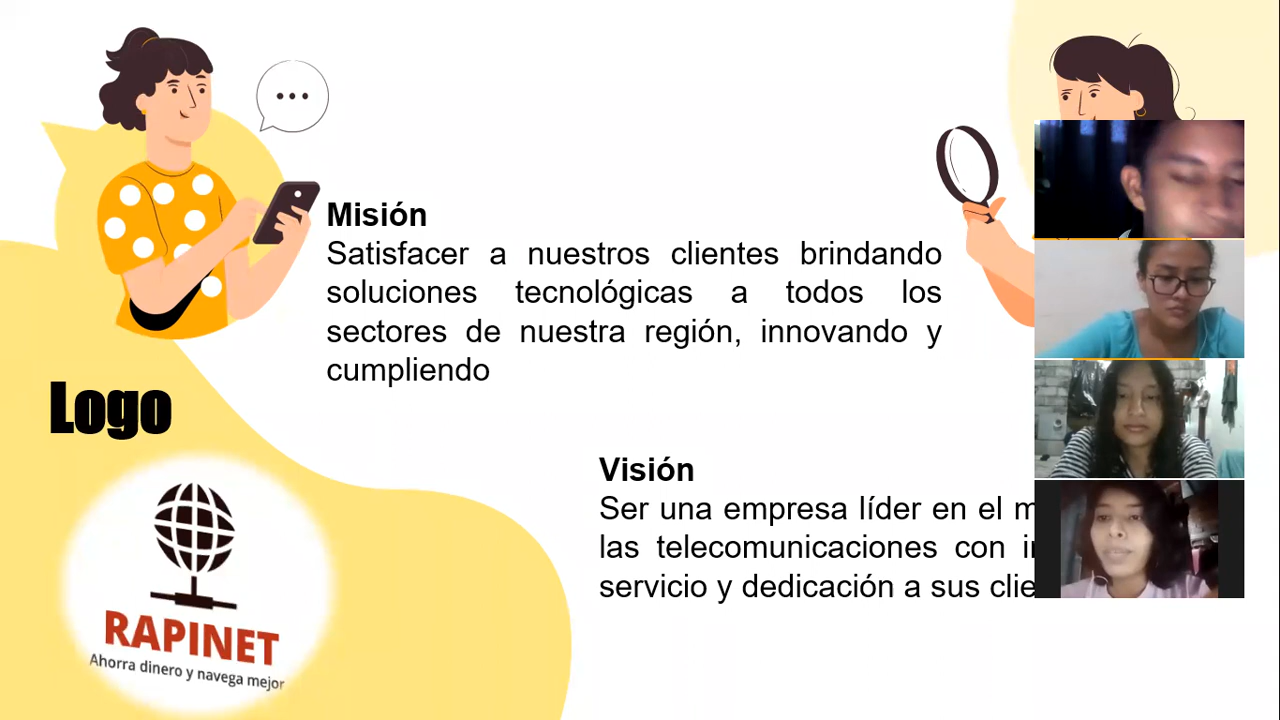 Misión
Satisfacer a nuestros clientes brindando
soluciones tecnológicas a todos los
sectores de nuestra región, innovando y
cumpliendo
Logo
Visión
Ser una empresa líder en el
las telecomunicaciones con
servicio y dedicación a sus
RAPINET
Ahorra dinero y navega mejor